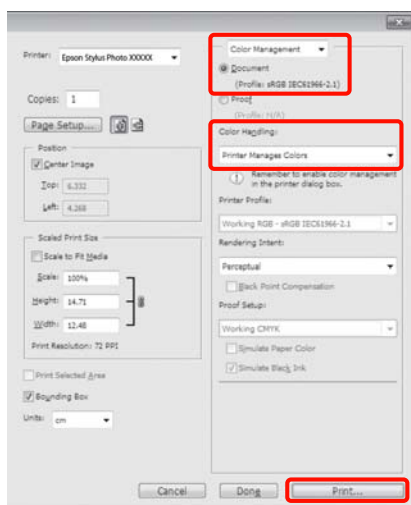 Printer: Epson Stylus Photo XXXXX
Copies: 1
Page Setup...
Position
Center Image
Top: 6.332
Left: 4.268
Scaled Print Size
Scale to Fit Media
Scale: 100%
Height: 14.71
Width: 12.48
Print Resolution: 72 PPI
Print Selected Area
Bounding Box
Units: cm
Color Management
Document
(Profile: sRGB IEC61966-2.1)
Proof
(Profile: N/A)
Color Handling:
Printer Manages Colors
Remember to enable color management
in the printer dialog box.
Printer Profile:
Working RGB - sRGB IEC61966-2.1
Rendering Intent:
Perceptual
Black Point Compensation
Proof Setup:
Working CMYK
Simulate Paper Color
Simulate Black Ink
Cancel
Done
Print...